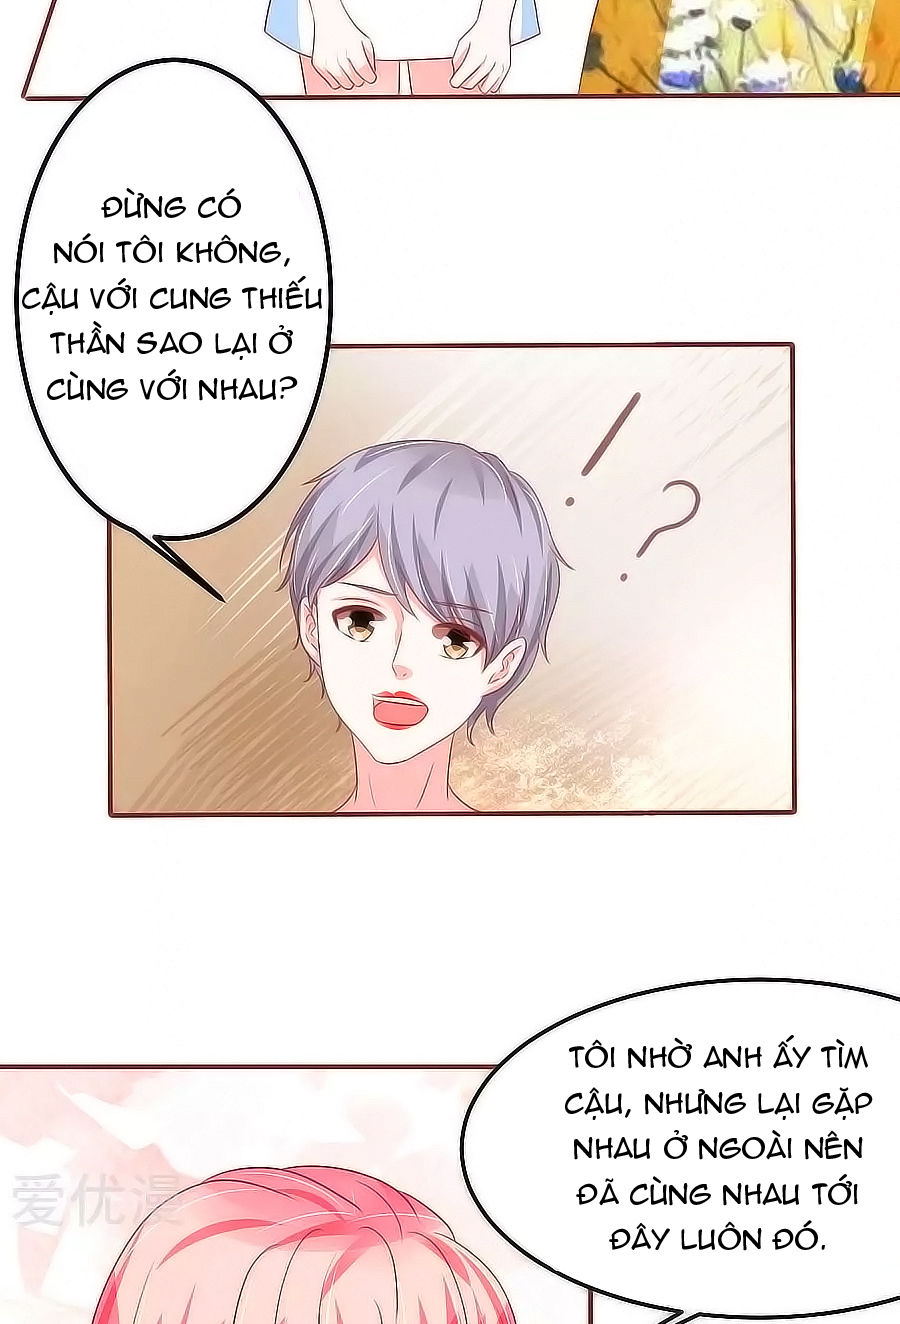 ĐỪNG CÓ
NÓI TÔI KHÔNG,
CẬU VỚI CUNG THIẾU
THẦN SAO LẠI Ở
CÙNG VỚI NHAU?
! ?
TÔI NHỜ ANH ẤY TÌM
CẬU, NHƯNG LẠI GẶP
NHAU Ở NGOÀI NÊN
ĐÃ CÙNG NHAU TỚI
ĐÂY LUÔN ĐÓ.
爱优漫